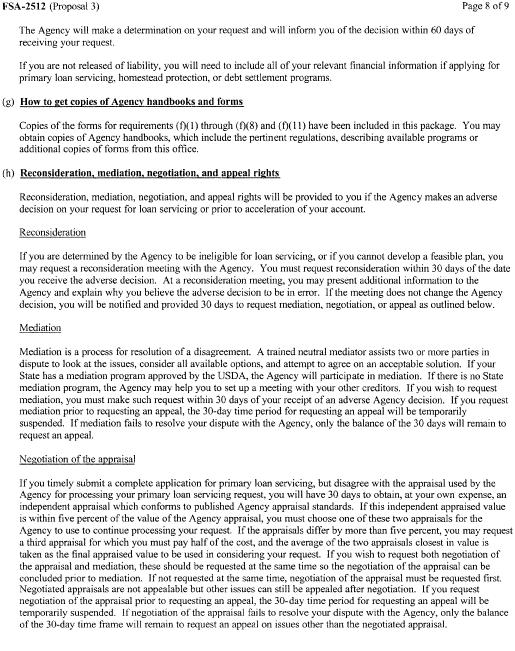 FSA-2512 (Proposal 3) Page 8 of 9
The Agency will make a determination on your request and will inform you of the decision within 60 days of
receiving your request.
If you are not released of liability, you will need to include all of your relevant financial information if applying for
primary loan servicing, homestead protection, or debt settlement programs.
(g) How to get copies of Agency handbooks and forms
Copies of the forms for requirements (f)(1) through (f)(8) and (f)(11) have been included in this package. You may
obtain copies of Agency handbooks, which include the pertinent regulations, describing available programs or
additional copies of forms from this office.
(h) Reconsideration, mediation, negotiation, and appeal rights
Reconsideration, mediation, negotiation, and appeal rights will be provided to you if the Agency makes an adverse
decision on your request for loan servicing or prior to acceleration of your account.
Reconsideration
If you are determined by the Agency to be ineligible for loan servicing, or if you cannot develop a feasible plan, you
may request a reconsideration meeting with the Agency. You must request reconsideration within 30 days of the date
you receive the adverse decision. At a reconsideration meeting, you may present additional information to the
Agency and explain why you believe the adverse decision to be in error. If the meeting does not change the Agency
decision, you will be notified and provided 30 days to request mediation, negotiation, or appeal as outlined below.
Mediation
Mediation is a process for resolution of a disagreement. A trained neutral mediator assists two or more parties in
dispute to look at the issues, consider all available options, and attempt to agree on an acceptable solution. If your
State has a mediation program approved by the USDA, the Agency will participate in mediation. If there is no State
mediation program, the Agency may help you to set up a meeting with your other creditors. If you wish to request
mediation, you must make such request within 30 days of your receipt of an adverse Agency decision. If you request
mediation prior to requesting an appeal, the 30-day time period for requesting an appeal will be temporarily
suspended. If mediation fails to resolve your dispute with the Agency, only the balance of the 30 days will remain to
request an appeal.
Negotiation of the appraisal
If you timely submit a complete application for primary loan servicing, but disagree with the appraisal used by the
Agency for processing your primary loan servicing request, you will have 30 days to obtain, at your own expense, an
independent appraisal which conforms to published Agency appraisal standards. If this independent appraised value
is within five percent of the value of the Agency appraisal, you must choose one of these two appraisals for the
Agency to use to continue processing your request. If the appraisals differ by more than five percent, you may request
a third appraisal for which you must pay half of the cost, and the average of the two appraisals closest in value is
taken as the final appraised value to be used in considering your request. If you wish to request both negotiation of
the appraisal and mediation, these should be requested at the same time so the negotiation of the appraisal can be
concluded prior to mediation. If not requested at the same time, negotiation of the appraisal must be requested first.
Negotiated appraisals are not appealable but other issues can still be appealed after negotiation. If you request
negotiation of the appraisal prior to requesting an appeal, the 30-day time period for requesting an appeal will be
temporarily suspended. If negotiation of the appraisal fails to resolve your dispute with the Agency, only the balance
of the 30-day time frame will remain to request an appeal on issues other than the negotiated appraisal.